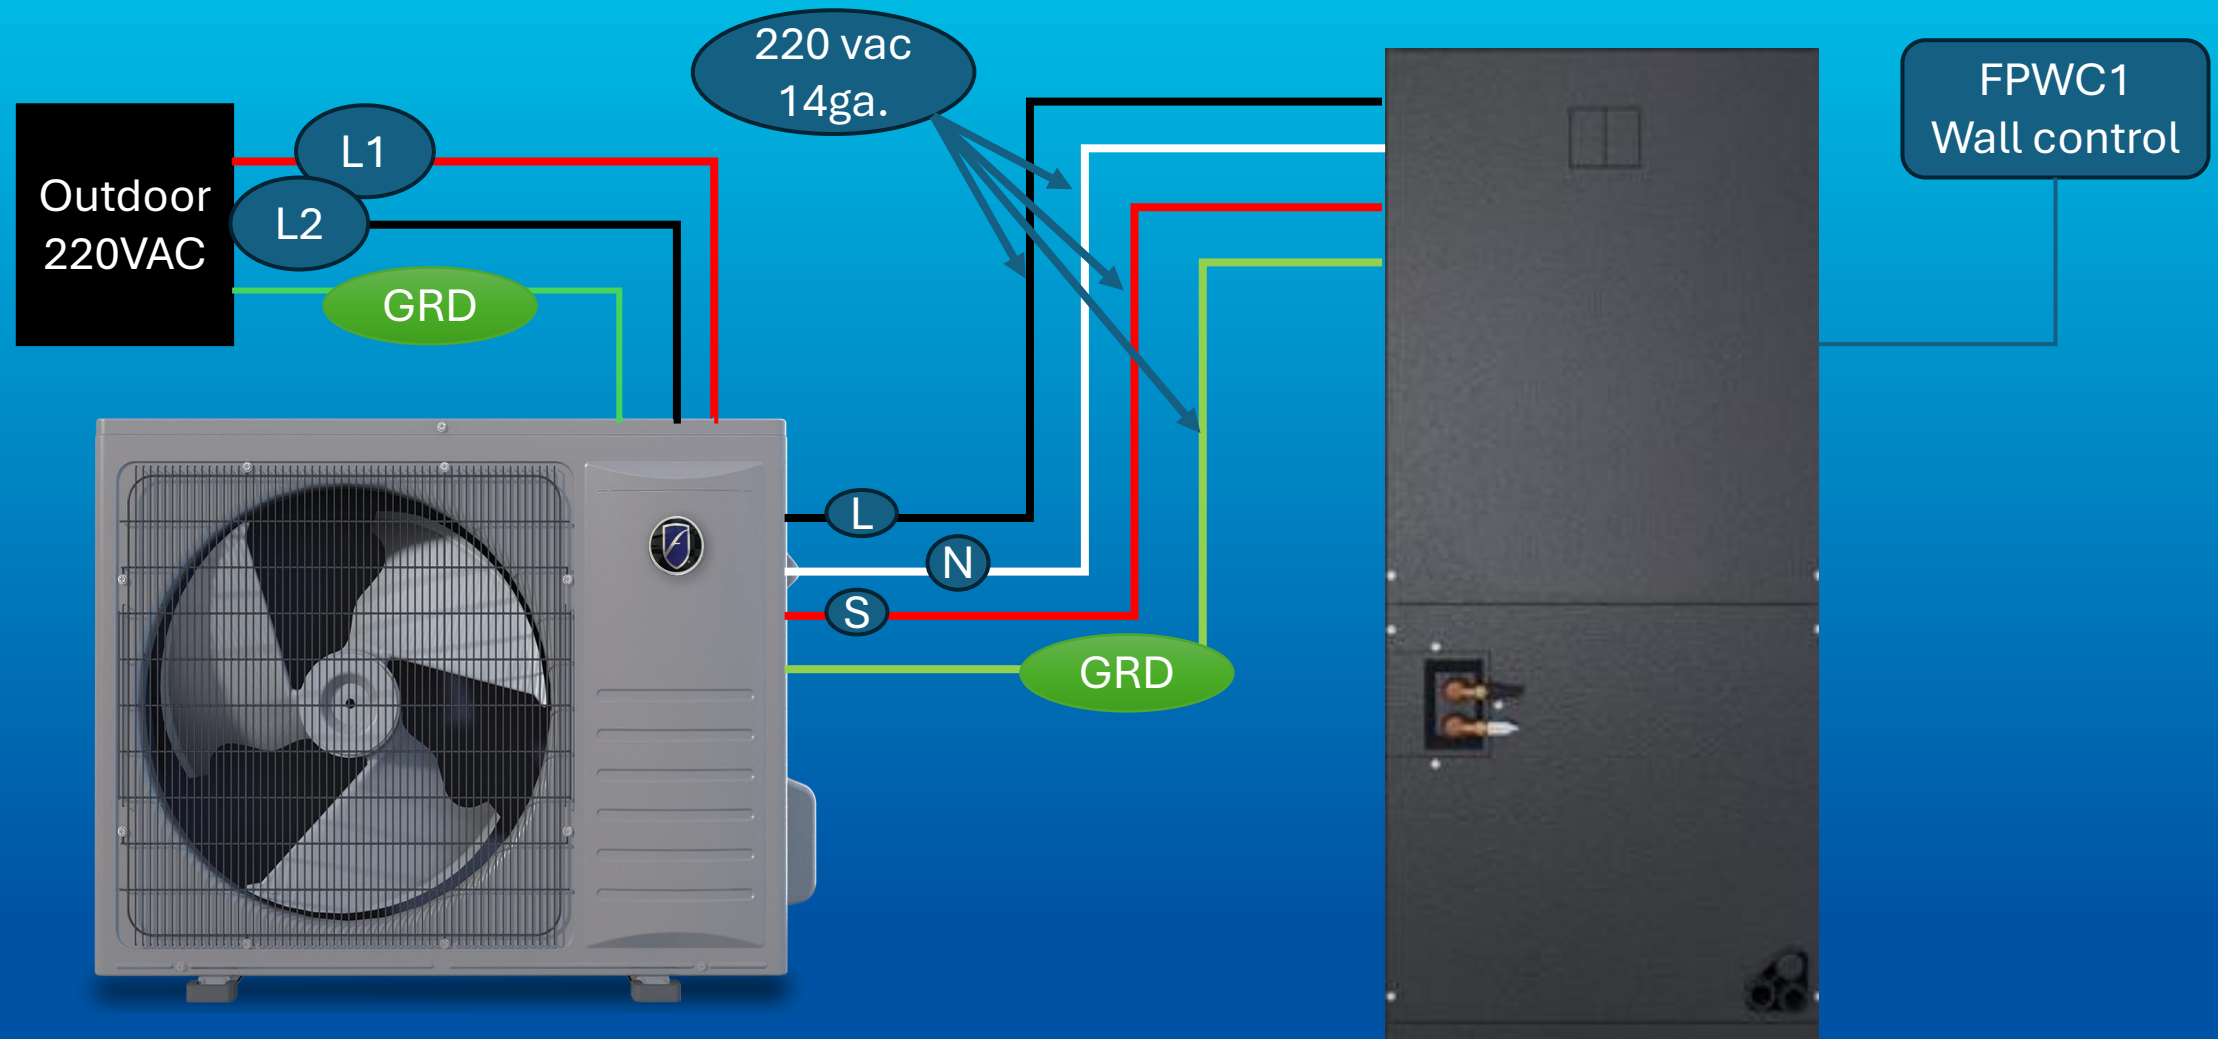 220 vac
14ga.
FPWC1
Wall control
Outdoor
220VAC
L1
L2
GRD
L
N
S
GRD